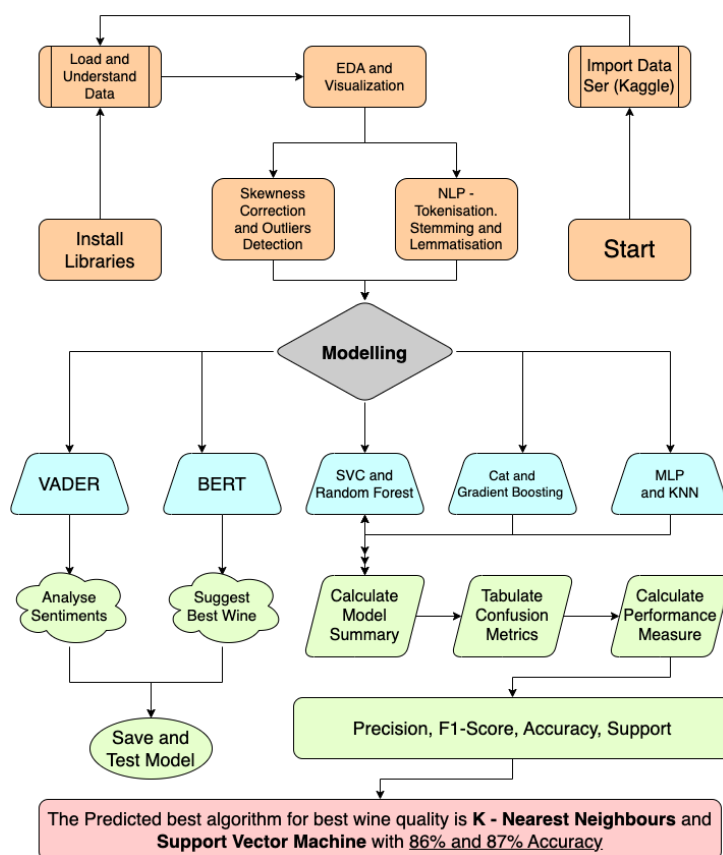 Load and
Understand
Data
EDA and
Visualization
Import Data
Ser (Kaggle)
Install
Libraries
Skewness
Correction
and Outliers
Detection
NLP -
Tokenisation.
Stemming and
Lemmatisation
Start
Modelling
VADER
BERT
SVC and
Random Forest
Cat and
Gradient Boosting
MLP
and KNN
Analyse
Sentiments
Suggest
Best Wine
Calculate
Model
Summary
Tabulate
Confusion
Metrics
Calculate
Performance
Measure
Save and
Test Model
Precision, F1-Score, Accuracy, Support
The Predicted best algorithm for best wine quality is K - Nearest Neighbours and
Support Vector Machine with 86% and 87% Accuracy